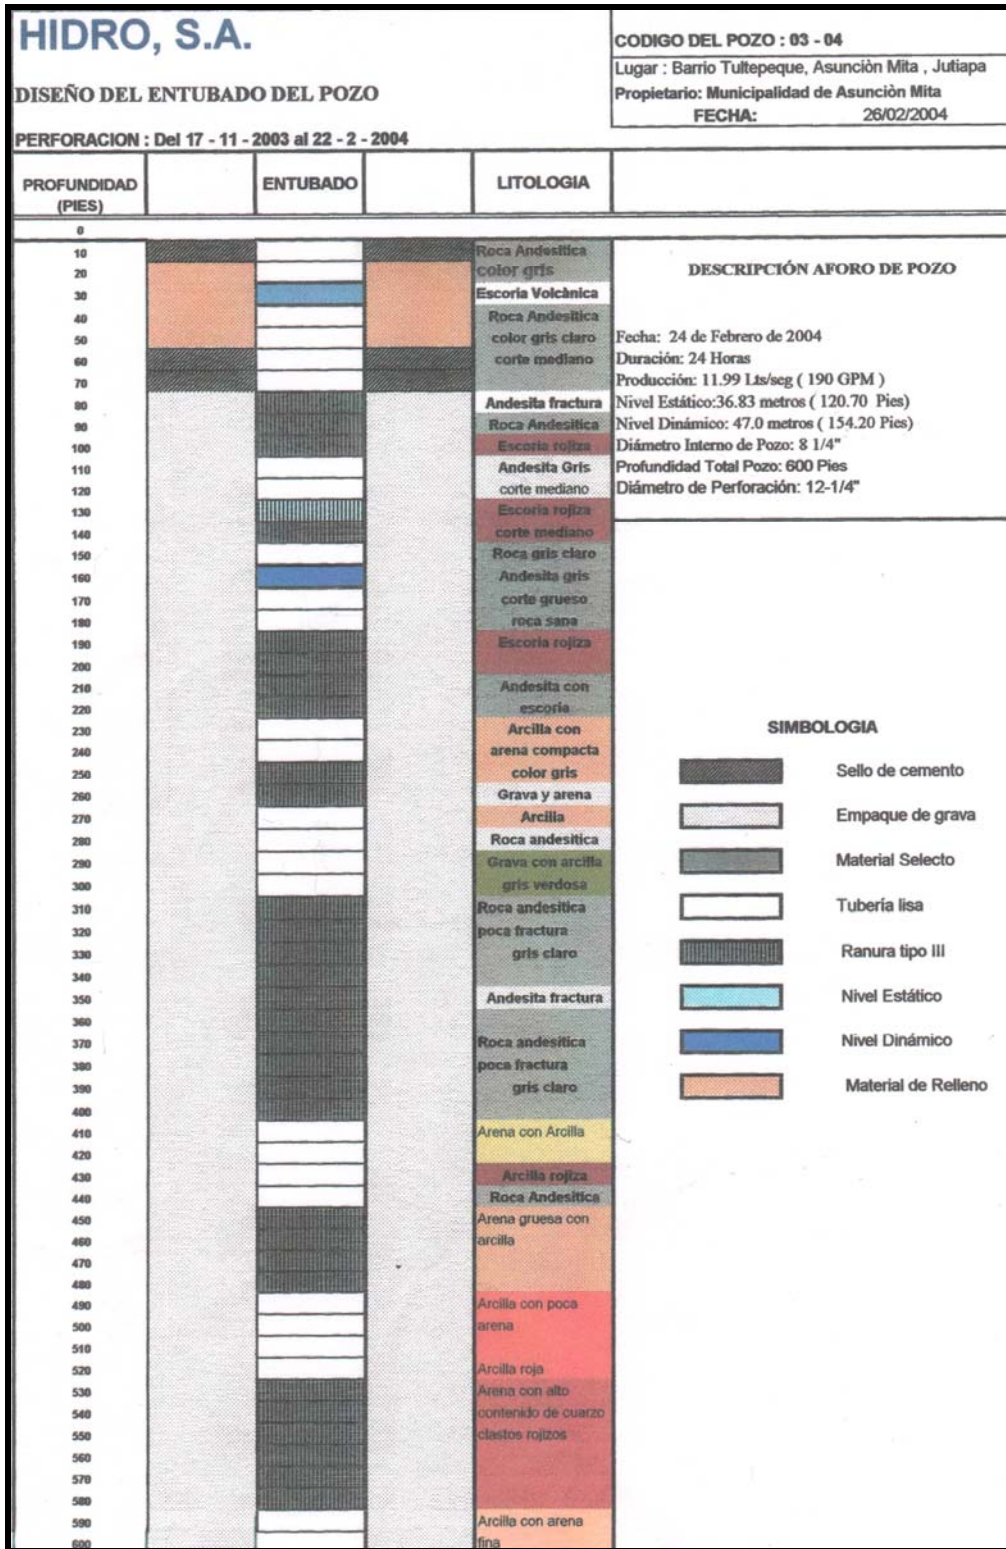 HIDRO, S.A.
DISEÑO DEL ENTUBADO DEL POZO
PERFORACION : Del 17 - 11 - 2003 al 22 - 2 - 2004
CODIGO DEL POZO : 03 - 04
Lugar : Barrio Tultepeque, Asunciòn Mita , Jutiapa
Propietario: Municipalidad de Asunciòn Mita
FECHA: 26/02/2004
PROFUNDIDAD (PIES)
ENTUBADO
LITOLOGIA
0
10 Roca Andesitica
20 color gris
30 Escoria Volcànica
40 Roca Andesitica
50 color gris claro
60 corte mediano
70
80 Andesita fractura
90 Roca Andesitica
100 Escoria rojiza
110 Andesita Gris
120 corte mediano
130 Escoria rojiza
140 corte mediano
150 Roca gris claro
160 Andesita gris
170 corte grueso
180 roca sana
190 Escoria rojiza
200
210 Andesita con
220 escoria
230 Arcilla con
240 arena compacta
250 color gris
260 Grava y arena
270 Arcilla
280 Roca andesitica
290 Grava con arcilla
300 gris verdosa
310 Roca andesitica
320 poca fractura
330 gris claro
340
350 Andesita fractura
360
370 Roca andesitica
380 poca fractura
390 gris claro
400
410 Arena con Arcilla
420
430 Arcilla rojiza
440 Roca Andesitica
450 Arena gruesa con
460 arcilla
470
480
490 Arcilla con poca
500 arena
510
520 Arcilla roja
530 Arena con alto
540 contenido de cuarzo
550 clastos rojizos
560
570
580
590 Arcilla con arena
600 fina
DESCRIPCIÓN AFORO DE POZO
Fecha: 24 de Febrero de 2004
Duración: 24 Horas
Producción: 11.99 Lts/seg ( 190 GPM )
Nivel Estático:36.83 metros ( 120.70 Pies)
Nivel Dinámico: 47.0 metros ( 154.20 Pies)
Diámetro Interno de Pozo: 8 1/4"
Profundidad Total Pozo: 600 Pies
Diámetro de Perforación: 12-1/4"
SIMBOLOGIA
Sello de cemento
Empaque de grava
Material Selecto
Tubería lisa
Ranura tipo III
Nivel Estático
Nivel Dinámico
Material de Relleno